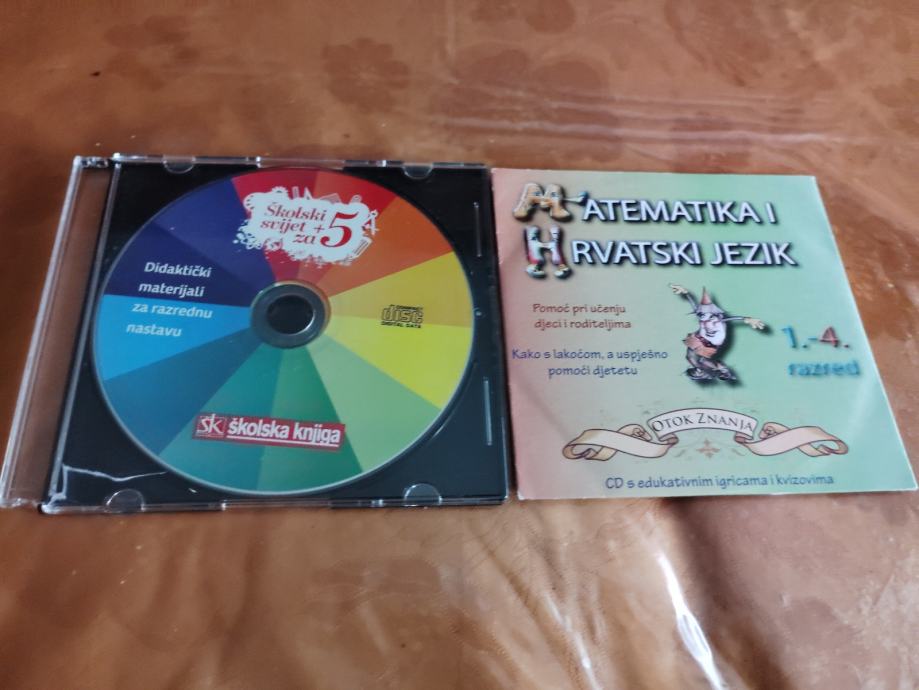 Školski
svijet +
za 5
Didaktički
materijali
za razrednu
nastavu
COMPACT
disc
DIGITAL DATA
sk školska knjiga
MATEMATIKA I
HRVATSKI JEZIK
Pomoć pri učenju
djeci i roditeljima
Kako s lakoćom, a uspješno
pomoći djetetu
1.-4.
razred
OTOK ZNANJA
CD s edukativnim igricama i kvizovima